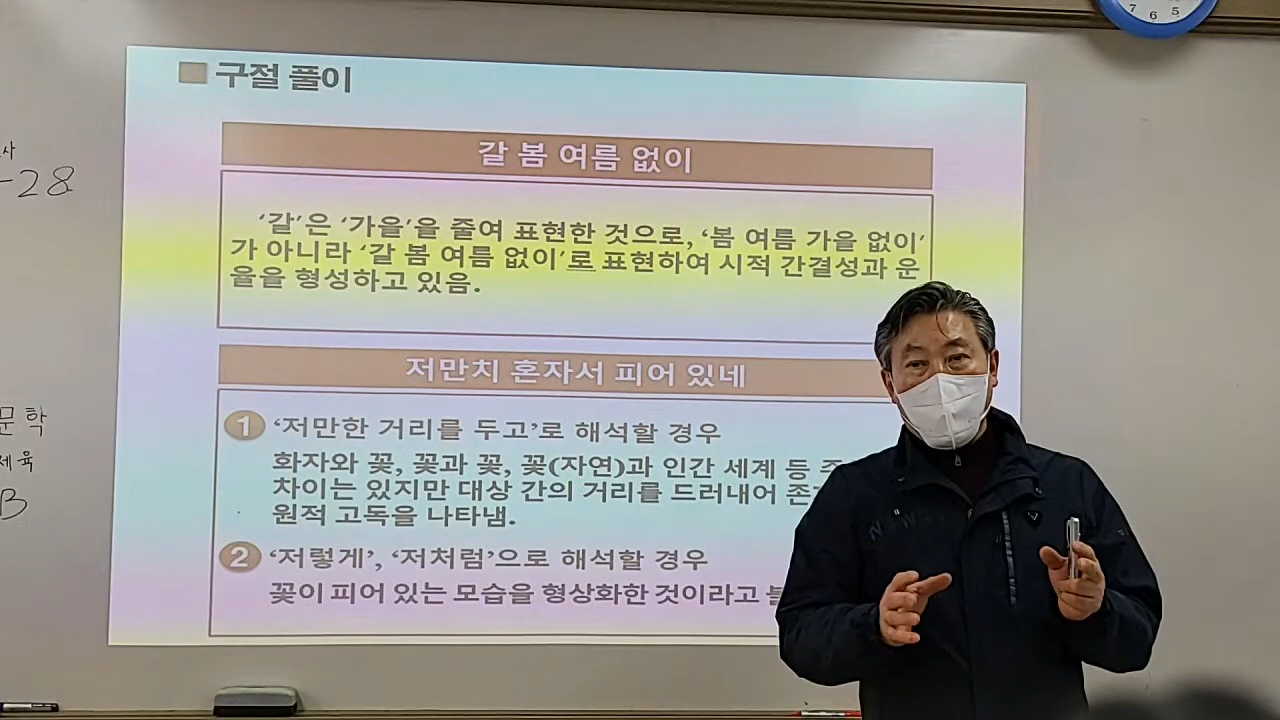 구절 풀이
갈 봄 여름 없이
‘갈’은 ‘가을’을 줄여 표현한 것으로, ‘봄 여름 가을 없이’
가 아니라 ‘갈 봄 여름 없이’로 표현하여 시적 간결성과 운
율을 형성하고 있음.
저만치 혼자서 피어 있네
1 ‘저만한 거리를 두고’로 해석할 경우
화자와 꽃, 꽃과 꽃, 꽃(자연)과 인간 세계 등
차이는 있지만 대상 간의 거리를 드러내어
원적 고독을 나타냄.
2 ‘저렇게’, ‘저처럼’으로 해석할 경우
꽃이 피어 있는 모습을 형상화한 것이라고
사
-28
문학
체육
B
7 6 5